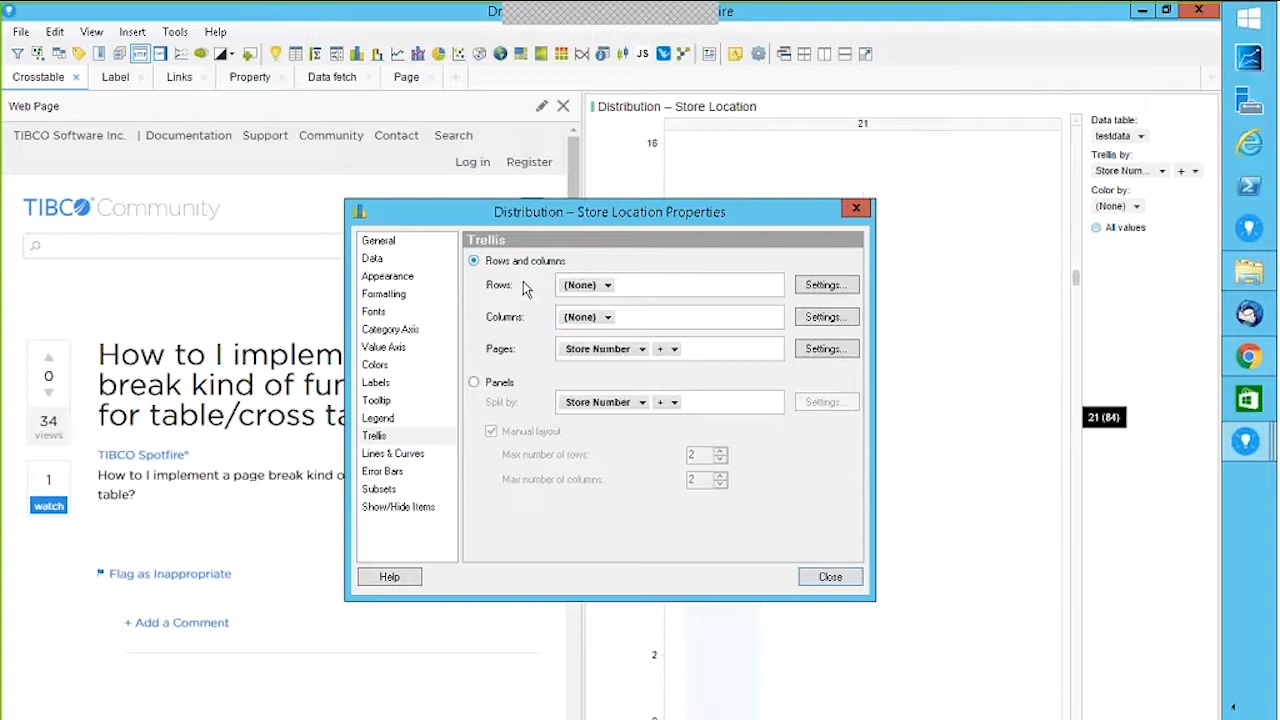 Dr ire
File Edit View Insert Tools Help
JS
Crosstable × Label Links Property Data fetch Page +
Web Page
TIBCO Software Inc. | Documentation Support Community Contact Search
Log in Register
TIBCO Community
0
34
views
1
watch
How to I implem
break kind of fur
for table/cross ta
TIBCO Spotfire®
How to I implement a page break kind o
table?
Flag as Inappropriate
+ Add a Comment
Distribution – Store Location
21
16
2
Data table:
testdata
Trellis by:
Store Num... +
Color by:
(None)
All values
21 (84)
Distribution – Store Location Properties
General
Data
Appearance
Formatting
Fonts
Category Axis
Value Axis
Colors
Labels
Tooltip
Legend
Trellis
Lines & Curves
Error Bars
Subsets
Show/Hide Items
Trellis
Rows and columns
Rows: (None) Settings...
Columns: (None) Settings...
Pages: Store Number + Settings...
Panels
Split by: Store Number + Settings...
Manual layout
Max number of rows: 2
Max number of columns: 2
Help Close